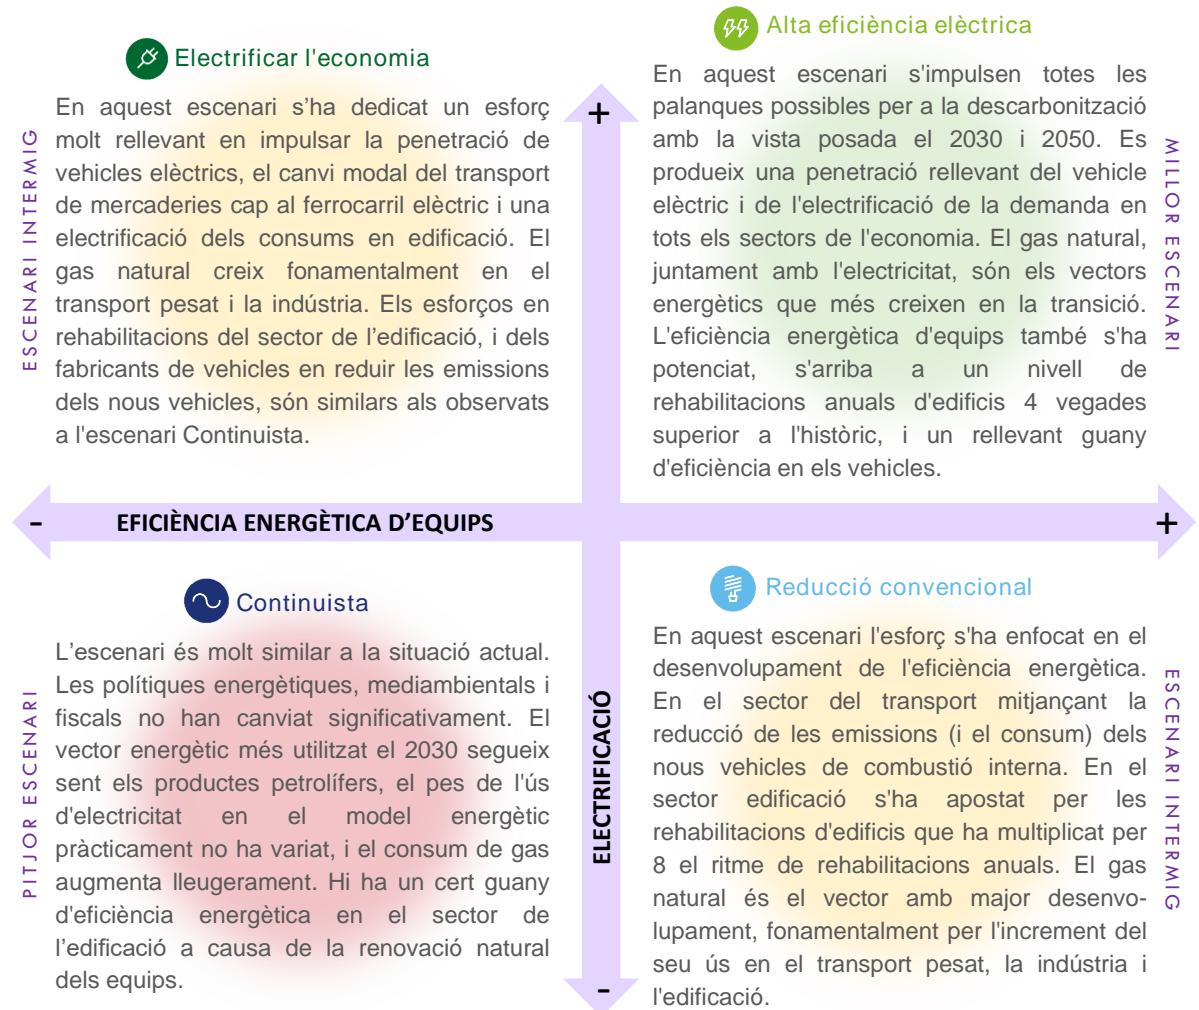 Electrificar l'economia
ESCENARI INTERMIG
En aquest escenari s’ha dedicat un esforç
molt rellevant en impulsar la penetració de
vehicles elèctrics, el canvi modal del transport
de mercaderies cap al ferrocarril elèctric i una
electrificació dels consums en edificació. El
gas natural creix fonamentalment en el
transport pesat i la indústria. Els esforços en
rehabilitacions del sector de l’edificació, i dels
fabricants de vehicles en reduir les emissions
dels nous vehicles, són similars als observats
a l'escenari Continuista.
+
Alta eficiència elèctrica
En aquest escenari s'impulsen totes les
palanques possibles per a la descarbonització
amb la vista posada el 2030 i 2050. Es
produeix una penetració rellevant del vehicle
elèctric i de l'electrificació de la demanda en
tots els sectors de l'economia. El gas natural,
juntament amb l'electricitat, són els vectors
energètics que més creixen en la transició.
L'eficiència energètica d'equips també s'ha
potenciat, s'arriba a un nivell de
rehabilitacions anuals d'edificis 4 vegades
superior a l'històric, i un rellevant guany
d'eficiència en els vehicles.
MILLOR ESCENARI
-
EFICIÈNCIA ENERGÈTICA D’EQUIPS
+
Continuista
PITJOR ESCENARI
L’escenari és molt similar a la situació actual.
Les polítiques energètiques, mediambientals i
fiscals no han canviat significativament. El
vector energètic més utilitzat el 2030 segueix
sent els productes petrolífers, el pes de l'ús
d'electricitat en el model energètic
pràcticament no ha variat, i el consum de gas
augmenta lleugerament. Hi ha un cert guany
d'eficiència energètica en el sector de
l’edificació a causa de la renovació natural
dels equips.
ELECTRIFICACIÓ
-
Reducció convencional
En aquest escenari l'esforç s'ha enfocat en el
desenvolupament de l'eficiència energètica.
En el sector del transport mitjançant la
reducció de les emissions (i el consum) dels
nous vehicles de combustió interna. En el
sector edificació s'ha apostat per les
rehabilitacions d'edificis que ha multiplicat per
8 el ritme de rehabilitacions anuals. El gas
natural és el vector amb major desenvo-
lupament, fonamentalment per l'increment del
seu ús en el transport pesat, la indústria i
l'edificació.
ESCENARI INTERMIG